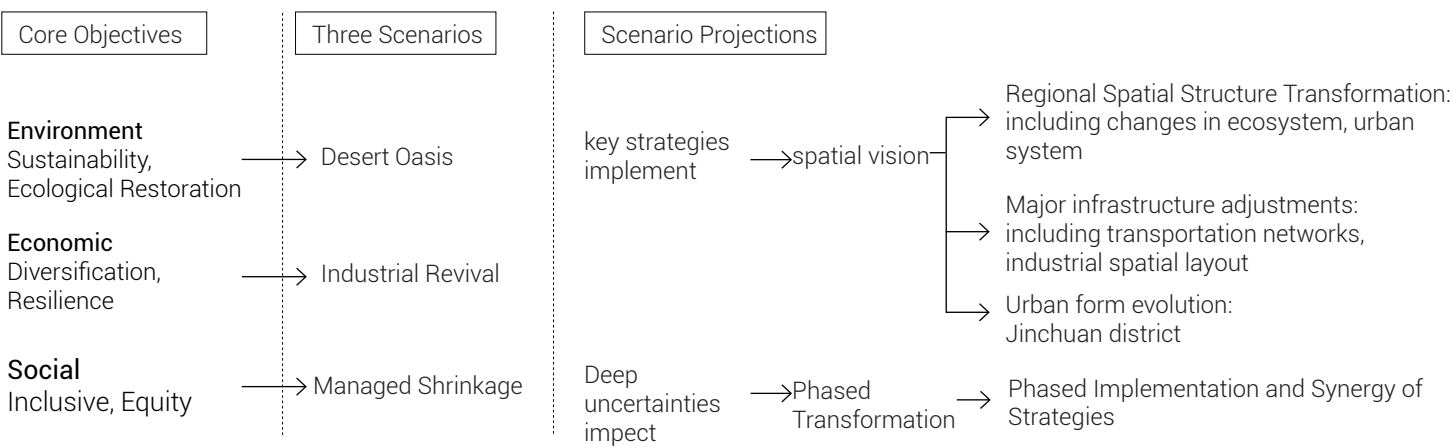 Core Objectives
Three Scenarios
Scenario Projections
Environment
Sustainability,
Ecological Restoration
Desert Oasis
key strategies
implement
spatial vision
Regional Spatial Structure Transformation:
including changes in ecosystem, urban
system
Major infrastructure adjustments:
including transportation networks,
industrial spatial layout
Urban form evolution:
Jinchuan district
Economic
Diversification,
Resilience
Industrial Revival
Social
Inclusive, Equity
Managed Shrinkage
Deep
uncertainties
impect
Phased
Transformation
Phased Implementation and Synergy of
Strategies